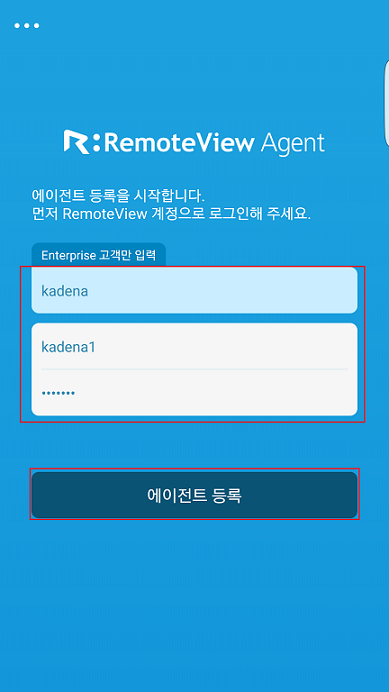 R:RemoteView Agent
에이전트 등록을 시작합니다.
먼저 RemoteView 계정으로 로그인해 주세요.
Enterprise 고객만 입력
kadena
kadena1
•••••••
에이전트 등록